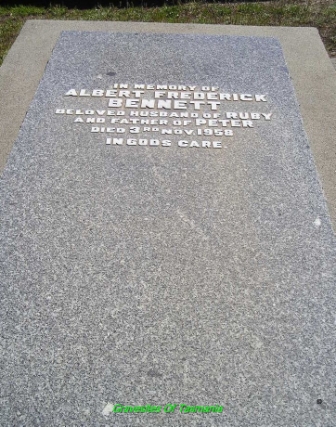 IN MEMORY OF
ALBERT FREDERICK
BENNETT
BELOVED HUSBAND OF RUBY
AND FATHER OF PETER
DIED 3RD NOV. 1958
IN GODS CARE
Gravesites Of Tasmania